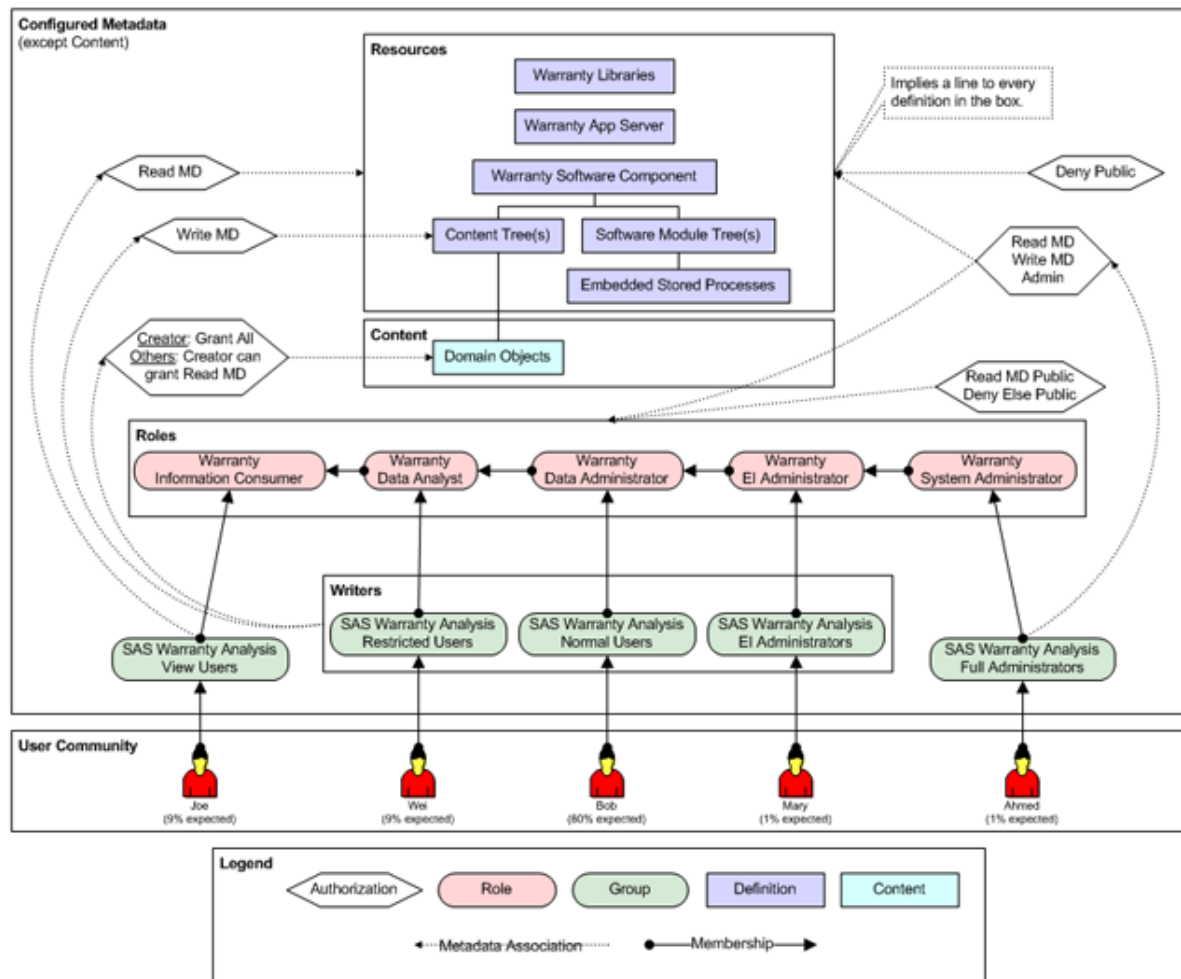 Configured Metadata
(except Content)
Resources
Warranty Libraries
Warranty App Server
Warranty Software Component
Content Tree(s)
Software Module Tree(s)
Embedded Stored Processes
Implies a line to every
definition in the box.
Read MD
Deny Public
Write MD
Read MD
Write MD
Admin
Content
Domain Objects
Creator: Grant All
Others: Creator can
grant Read MD
Read MD Public
Deny Else Public
Roles
Warranty
Information Consumer
Warranty
Data Analyst
Warranty
Data Administrator
Warranty
EI Administrator
Warranty
System Administrator
Writers
SAS Warranty Analysis
Restricted Users
SAS Warranty Analysis
Normal Users
SAS Warranty Analysis
EI Administrators
SAS Warranty Analysis
View Users
SAS Warranty Analysis
Full Administrators
User Community
Joe
(9% expected)
Wei
(9% expected)
Bob
(80% expected)
Mary
(1% expected)
Ahmed
(1% expected)
Legend
Authorization
Role
Group
Definition
Content
Metadata Association
Membership